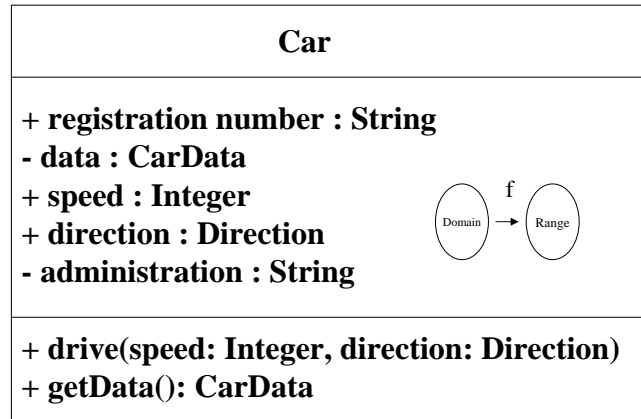 Car
+ registration number : String
- data : CarData
+ speed : Integer
+ direction : Direction
- administration : String
f
Domain
Range
+ drive(speed: Integer, direction: Direction)
+ getData(): CarData